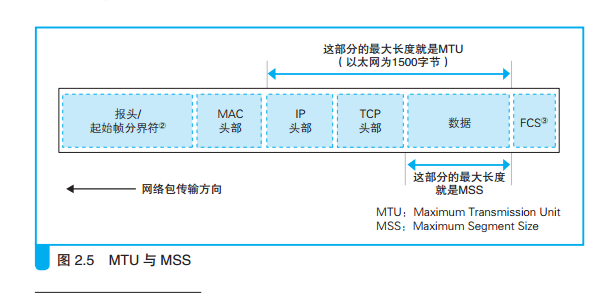 这部分的最大长度就是MTU
（以太网为1500字节）
报头/
起始帧分界符②
MAC
头部
IP
头部
TCP
头部
数据
FCS③
这部分的最大长度
就是MSS
网络包传输方向
MTU：Maximum Transmission Unit
MSS：Maximum Segment Size
图 2.5 MTU 与 MSS